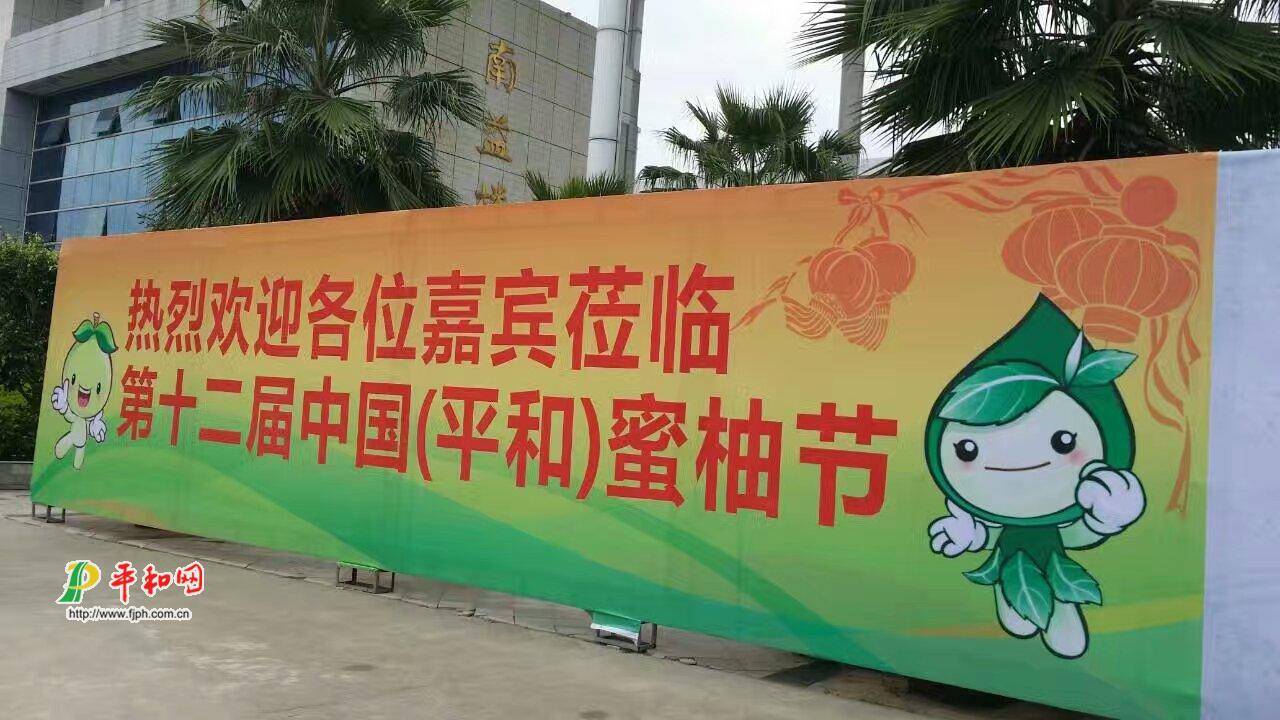 南益
热烈欢迎各位嘉宾莅临
第十二届中国(平和)蜜柚节
平和网
http://www.fjph.com.cn